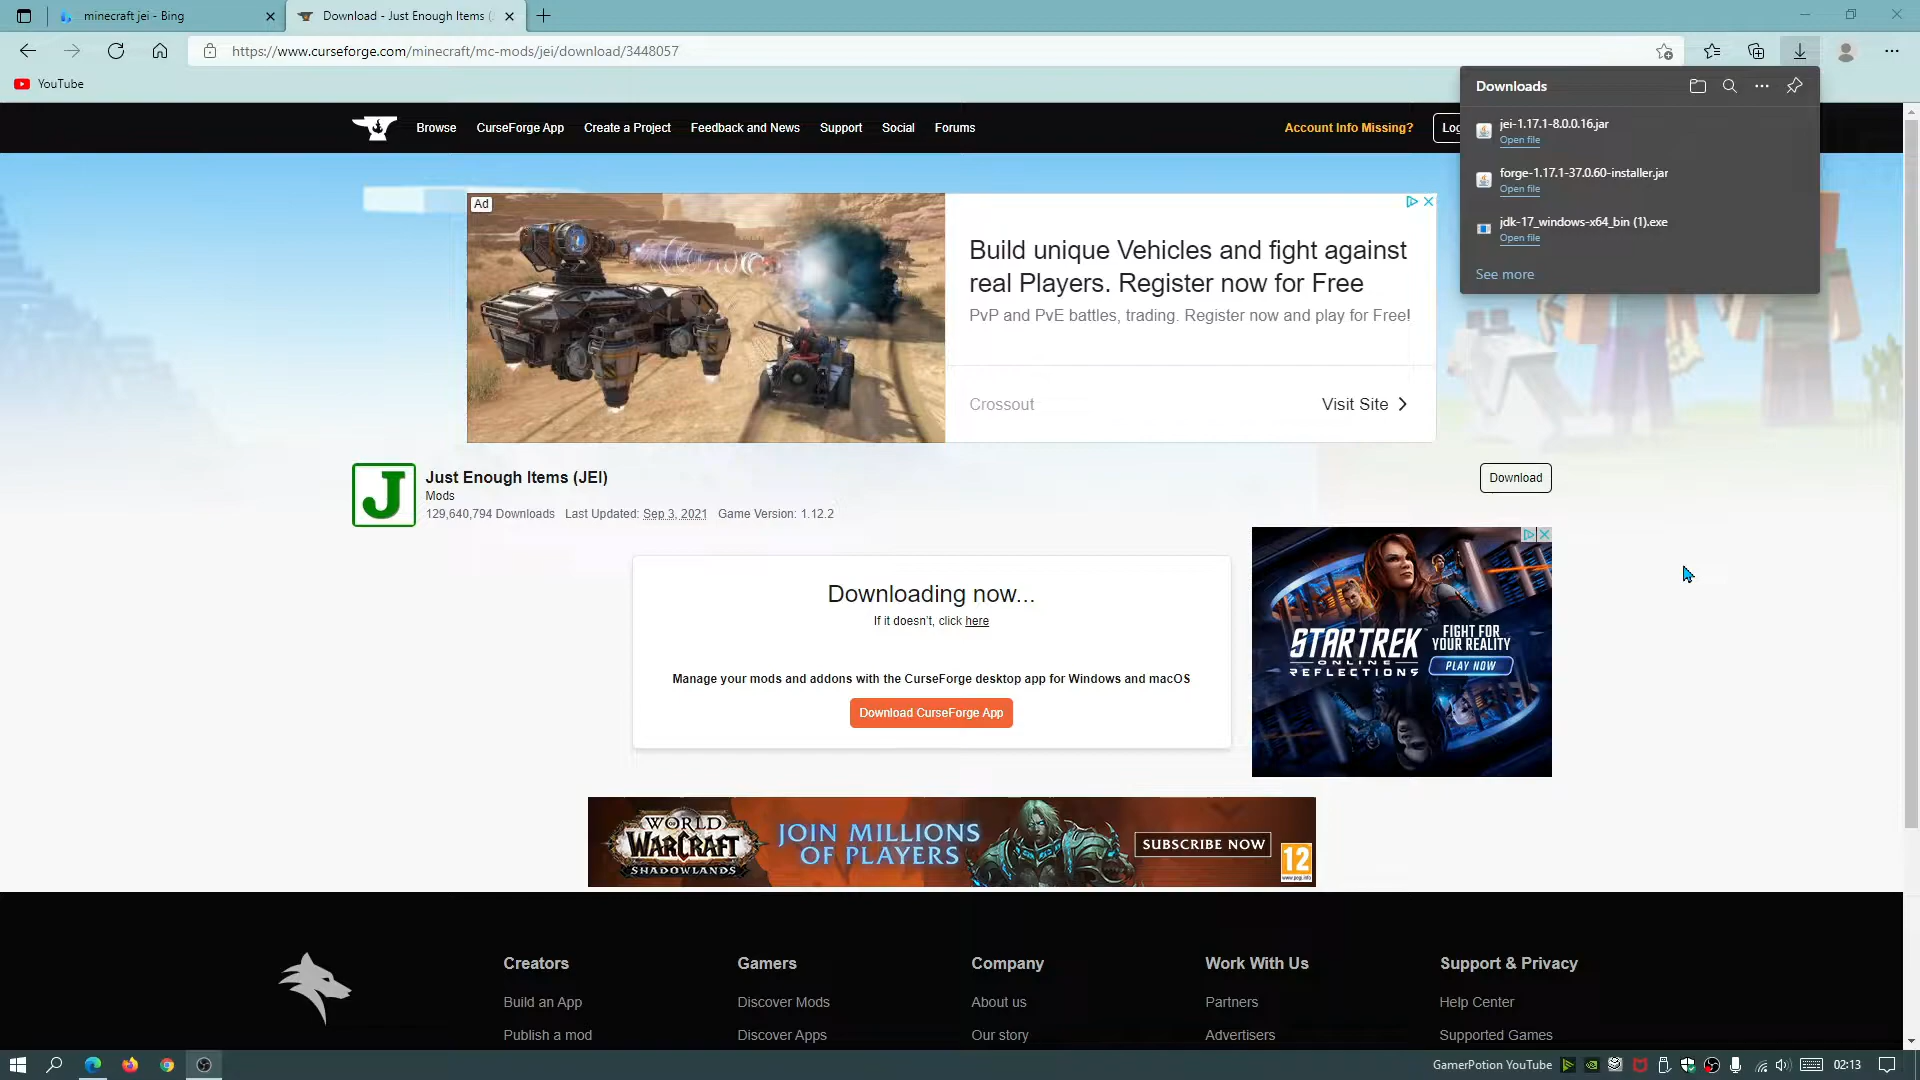 minecraft jei - Bing
Download - Just Enough Items (
https://www.curseforge.com/minecraft/mc-mods/jei/download/3448057
YouTube
Downloads
jei-1.17.1-8.0.0.16.jar
Open file
forge-1.17.1-37.0.60-installer.jar
Open file
jdk-17_windows-x64_bin (1).exe
Open file
See more
Browse
CurseForge App
Create a Project
Feedback and News
Support
Social
Forums
Account Info Missing?
Log
Ad
Build unique Vehicles and fight against
real Players. Register now for Free
PvP and PvE battles, trading. Register now and play for Free!
Crossout
Visit Site
J
Just Enough Items (JEI)
Mods
129,640,794 Downloads Last Updated: Sep 3, 2021 Game Version: 1.12.2
Download
Downloading now...
If it doesn't, click here
Manage your mods and addons with the CurseForge desktop app for Windows and macOS
Download CurseForge App
STAR TREK
ONLINE
REFLECTIONS
FIGHT FOR
YOUR REALITY
PLAY NOW
WORLD
WARCRAFT
SHADOWLANDS
JOIN MILLIONS
OF PLAYERS
SUBSCRIBE NOW
12
Creators
Build an App
Publish a mod
Gamers
Discover Mods
Discover Apps
Company
About us
Our story
Work With Us
Partners
Advertisers
Support & Privacy
Help Center
Supported Games
GamerPotion YouTube
02:13